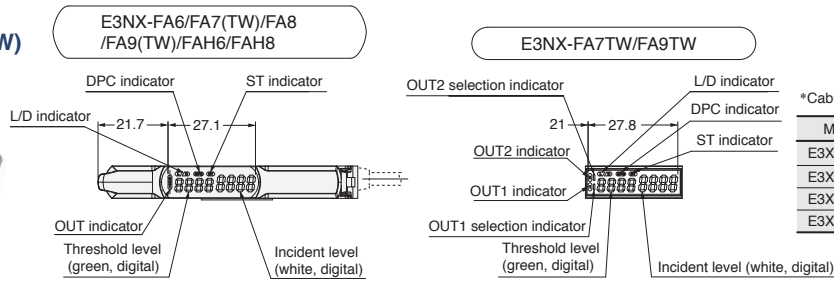 W)
E3NX-FA6/FA7(TW)/FA8
/FA9(TW)/FAH6/FAH8
DPC indicator
ST indicator
L/D indicator
21.7
27.1
OUT indicator
Threshold level
(green, digital)
Incident level
(white, digital)
E3NX-FA7TW/FA9TW
OUT2 selection indicator
L/D indicator
DPC indicator
21
27.8
ST indicator
OUT2 indicator
OUT1 indicator
OUT1 selection indicator
Threshold level
(green, digital)
Incident level (white, digital)
*Cab
M
E3X
E3X
E3X
E3X